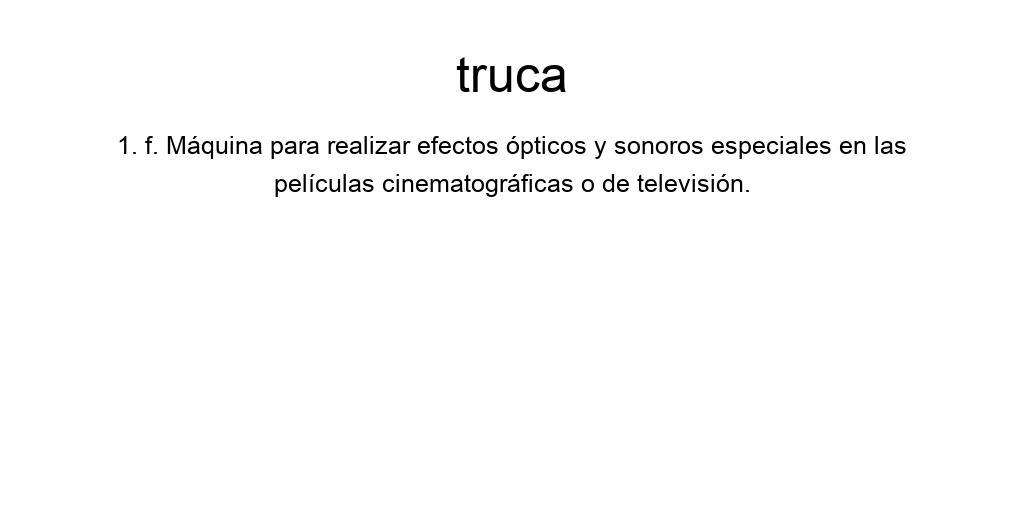 truca
1. f. Máquina para realizar efectos ópticos y sonoros especiales en las
películas cinematográficas o de televisión.